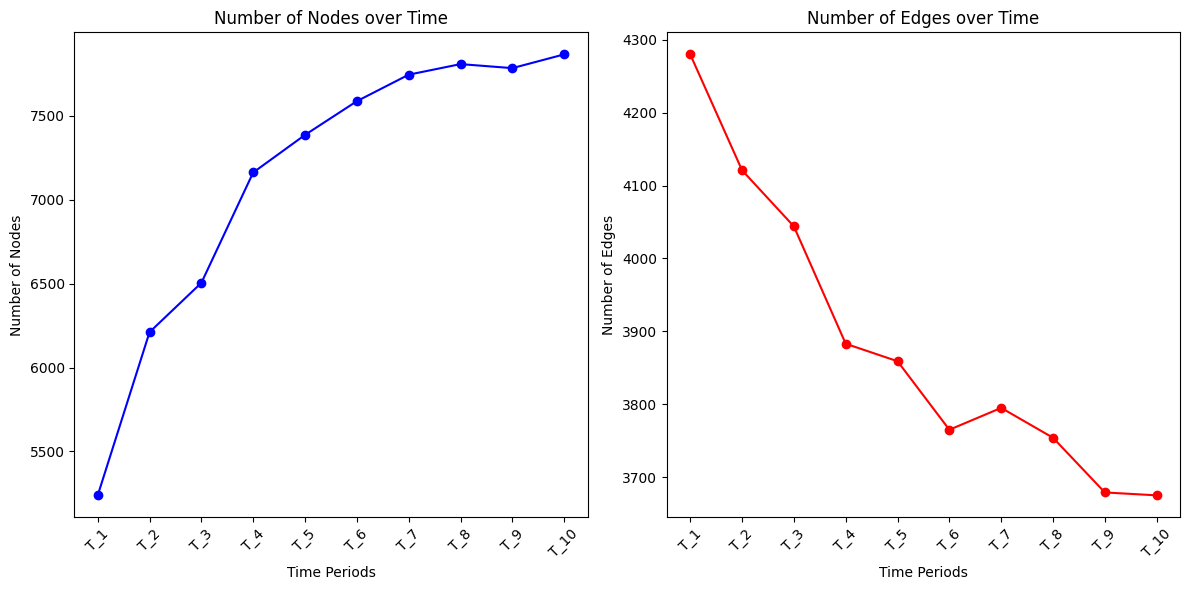 Number of Nodes over Time
Number of Nodes
7500
7000
6500
6000
5500
T_1
T_2
T_3
T_4
T_5
T_6
T_7
T_8
T_9
T_10
Time Periods
Number of Edges over Time
Number of Edges
4300
4200
4100
4000
3900
3800
3700
T_1
T_2
T_3
T_4
T_5
T_6
T_7
T_8
T_9
T_10
Time Periods